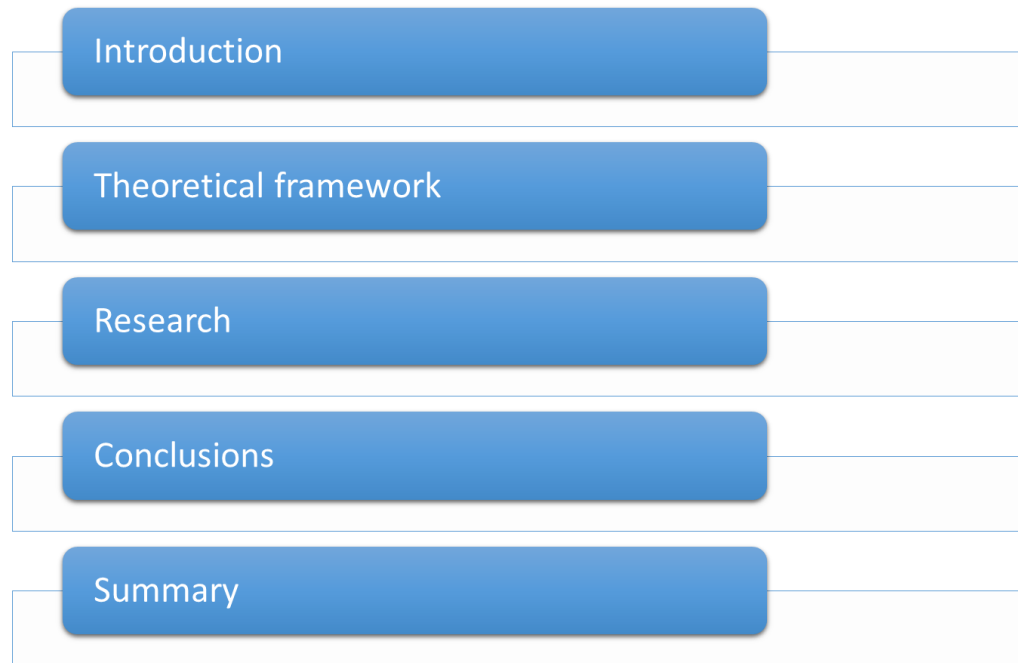 Introduction
Theoretical framework
Research
Conclusions
Summary